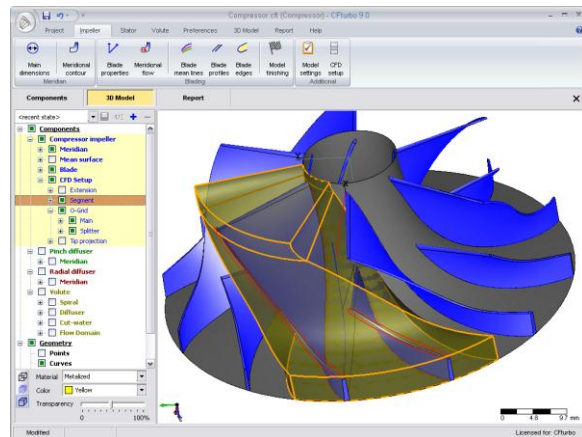 Compressor.cft (Compressor) - CFturbo 9.0
Project Impeller Stator Volute Preferences 3D Model Report Help
Main dimensions
Meridional contour
Blade properties
Meridional flow
Blade mean lines
Blade profiles
Blade edges
Model finishing
Model settings
CFD setup
Meridian Blading Additional
Components 3D Model Report
<recent state>
Components
Compressor impeller
Meridian
Mean surface
Blade
CFD Setup
Extension
Segment
O-Grid
Main
Splitter
Tip projection
Pinch diffuser
Meridian
Radial diffuser
Meridian
Volute
Spiral
Diffuser
Cut-water
Flow Domain
Geometry
Points
Curves
Material Metalized
Color Yellow
Transparency
0 100%
0 4.8 9.7 mm
Modified Licensed for: CFturbo